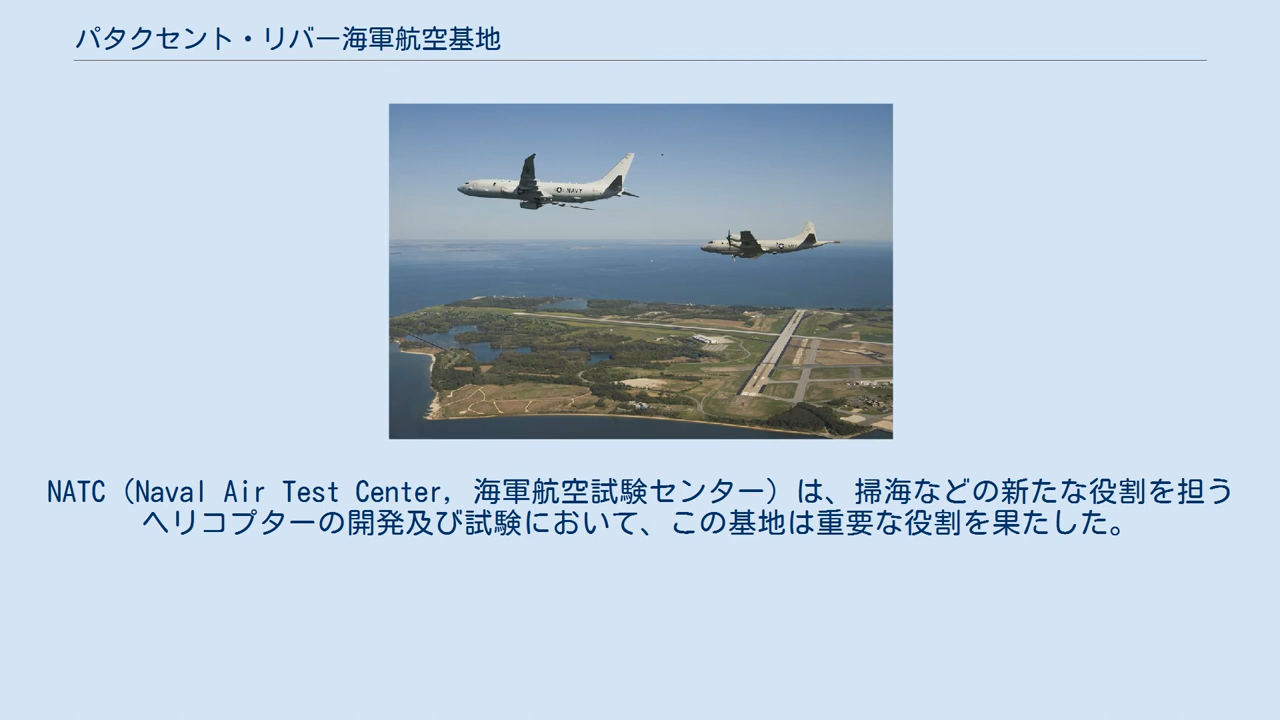 パタクセント・リバー海軍航空基地
NAVY
NATC（Naval Air Test Center, 海軍航空試験センター）は、掃海などの新たな役割を担う
ヘリコプターの開発及び試験において、この基地は重要な役割を果たした。